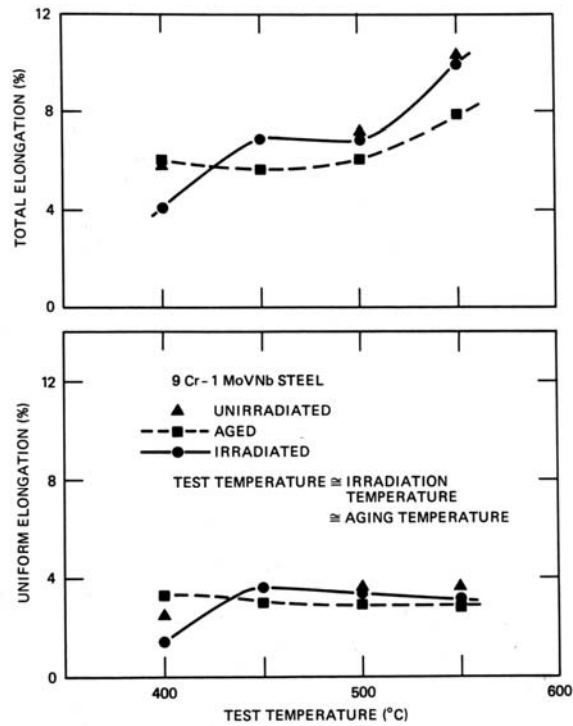 12
8
4
0
TOTAL ELONGATION (%)
12
8
4
0
UNIFORM ELONGATION (%)
9 Cr – 1 MoVNb STEEL
UNIRRADIATED
AGED
IRRADIATED
TEST TEMPERATURE ≅ IRRADIATION
TEMPERATURE
≅ AGING TEMPERATURE
400 500 600
TEST TEMPERATURE (°C)